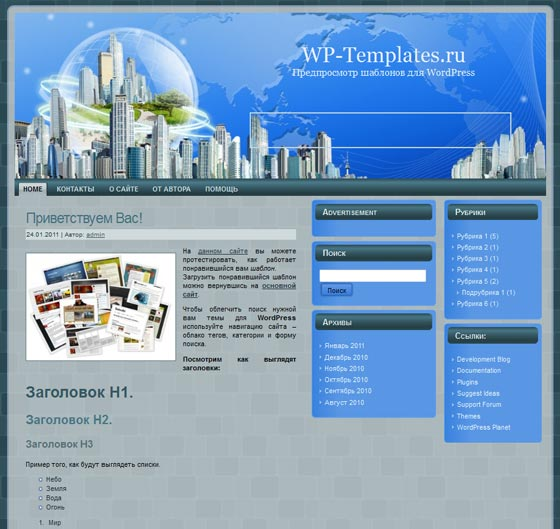 WP-Templates.ru
Предпросмотр шаблонов для WordPress
HOME КОНТАКТЫ О САЙТЕ ОТ АВТОРА ПОМОЩЬ
Приветствуем Вас!
24.01.2011 | Автор: admin
На данном сайте вы можете
протестировать, как работает
понравившийся вам шаблон.
Загрузить понравившийся шаблон
можно вернувшись на основной
сайт.
Чтобы облегчить поиск нужной
вам темы для WordPress
используйте навигацию сайта –
облако тегов, категории и форму
поиска.
Посмотрим как выглядят
заголовки:
Заголовок H1.
Заголовок H2.
Заголовок H3
Пример того, как будут выглядеть списки.
Небо
Земля
Вода
Огонь
1. Мир
Advertisement
Поиск
Поиск
Архивы
Январь 2011
Декабрь 2010
Ноябрь 2010
Октябрь 2010
Сентябрь 2010
Август 2010
Рубрики
Рубрика 1 (5)
Рубрика 2 (1)
Рубрика 3 (1)
Рубрика 4 (1)
Рубрика 5 (2)
Подрубрика 1 (1)
Рубрика 6 (1)
Ссылки:
Development Blog
Documentation
Plugins
Suggest Ideas
Support Forum
Themes
WordPress Planet